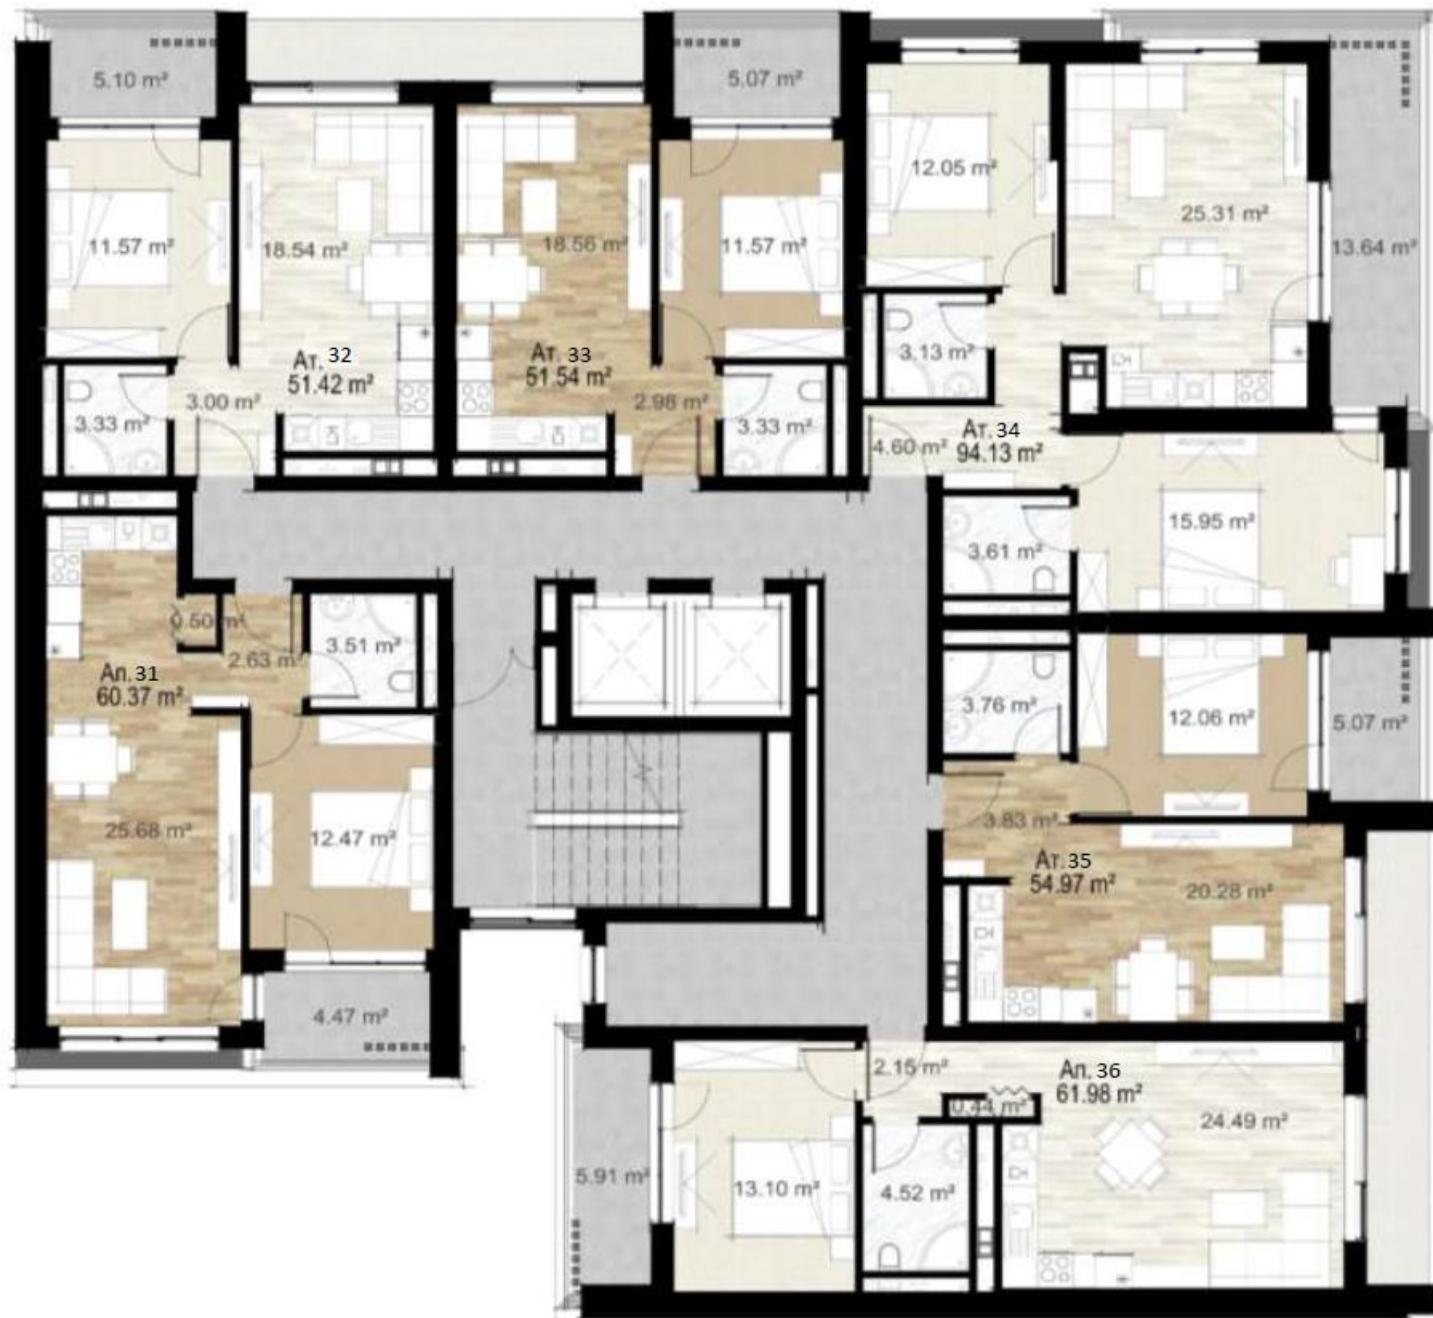 5.10 m²
5.07 m²
12.05 m²
25.31 m²
13.64 m²
11.57 m²
18.54 m²
18.56 m²
11.57 m²
Ат. 32
51.42 m²
Ат. 33
51.54 m²
3.13 m²
3.33 m²
3.00 m²
2.98 m²
3.33 m²
4.60 m²
Ат. 34
94.13 m²
15.95 m²
3.61 m²
0.50 m²
2.63 m²
3.51 m²
Ап. 31
60.37 m²
3.76 m²
12.06 m²
5.07 m²
25.68 m²
12.47 m²
3.83 m²
Ат. 35
54.97 m²
20.28 m²
4.47 m²
2.15 m²
Ап. 36
61.98 m²
0.44 m²
24.49 m²
5.91 m²
13.10 m²
4.52 m²